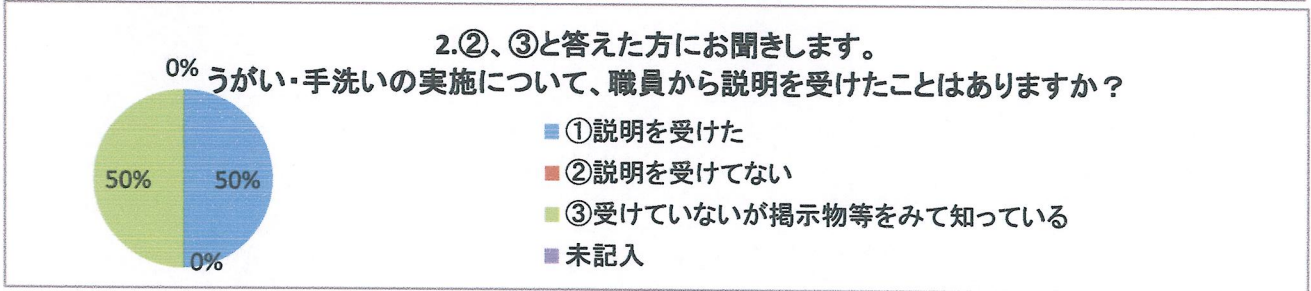 2.②、③と答えた方にお聞きします。
うがい・手洗いの実施について、職員から説明を受けたことはありますか？
0%
50%
50%
0%
①説明を受けた
②説明を受けてない
③受けていないが掲示物等をみて知っている
未記入